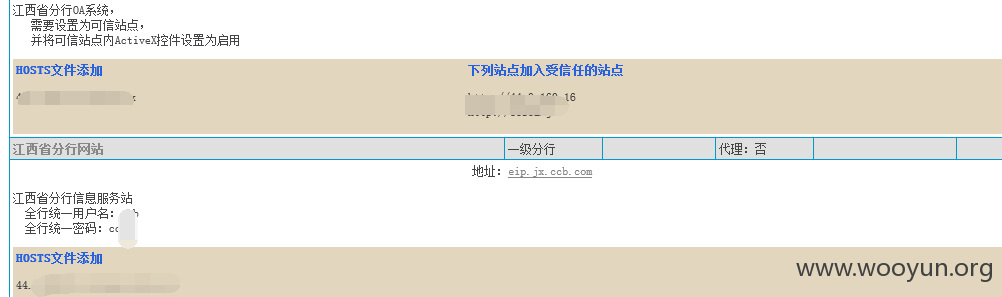 江西省分行OA系统，
需要设置为可信站点，
并将可信站点内ActiveX控件设置为启用
HOSTS文件添加 下列站点加入受信任的站点
江西省分行网站 一级分行 代理：否
地址：eip.jx.ccb.com
江西省分行信息服务站
全行统一用户名：
全行统一密码：
HOSTS文件添加
44.
www.wooyun.org